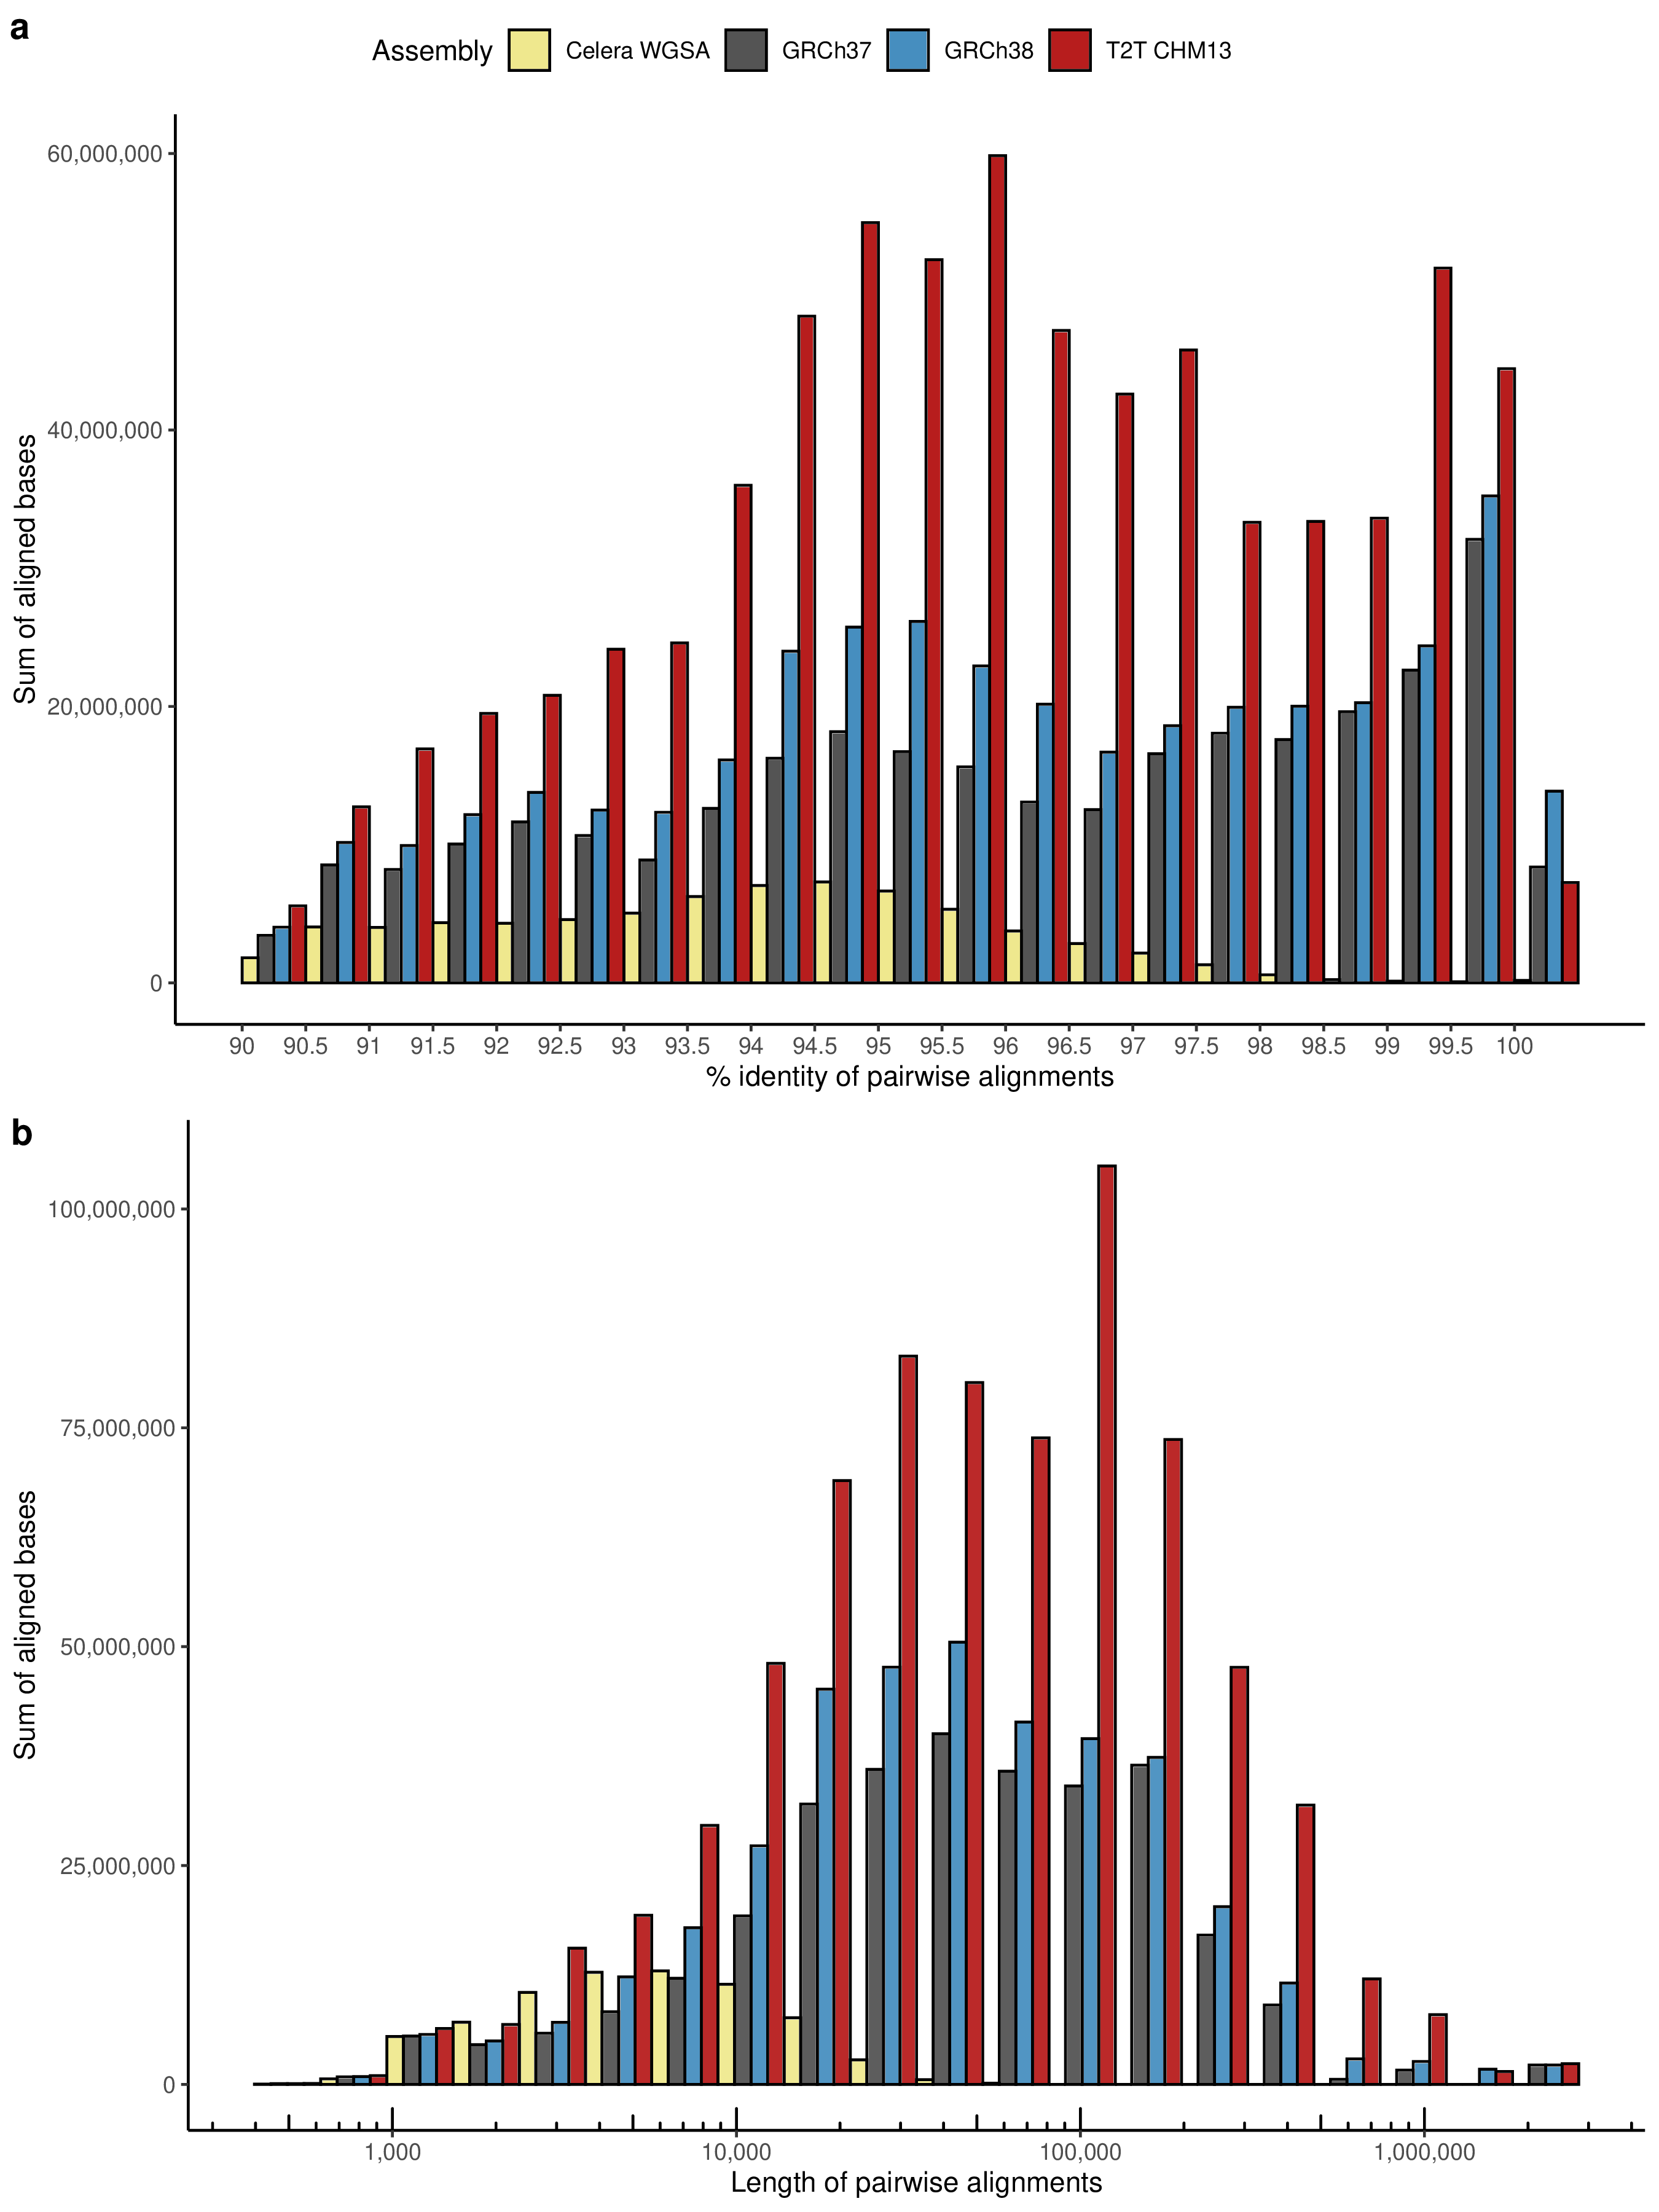 a
Assembly Celera WGSA GRCh37 GRCh38 T2T CHM13
60,000,000
40,000,000
20,000,000
0
Sum of aligned bases
90 90.5 91 91.5 92 92.5 93 93.5 94 94.5 95 95.5 96 96.5 97 97.5 98 98.5 99 99.5 100
% identity of pairwise alignments
b
100,000,000
75,000,000
50,000,000
25,000,000
0
Sum of aligned bases
1,000 10,000 100,000 1,000,000
Length of pairwise alignments